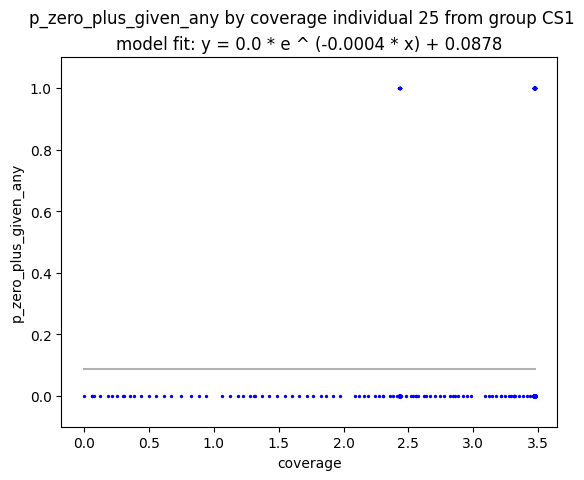 p_zero_plus_given_any by coverage individual 25 from group CS1
model fit: y = 0.0 * e ^ (-0.0004 * x) + 0.0878
1.0
0.8
0.6
0.4
0.2
0.0
p_zero_plus_given_any
0.0 0.5 1.0 1.5 2.0 2.5 3.0 3.5
coverage